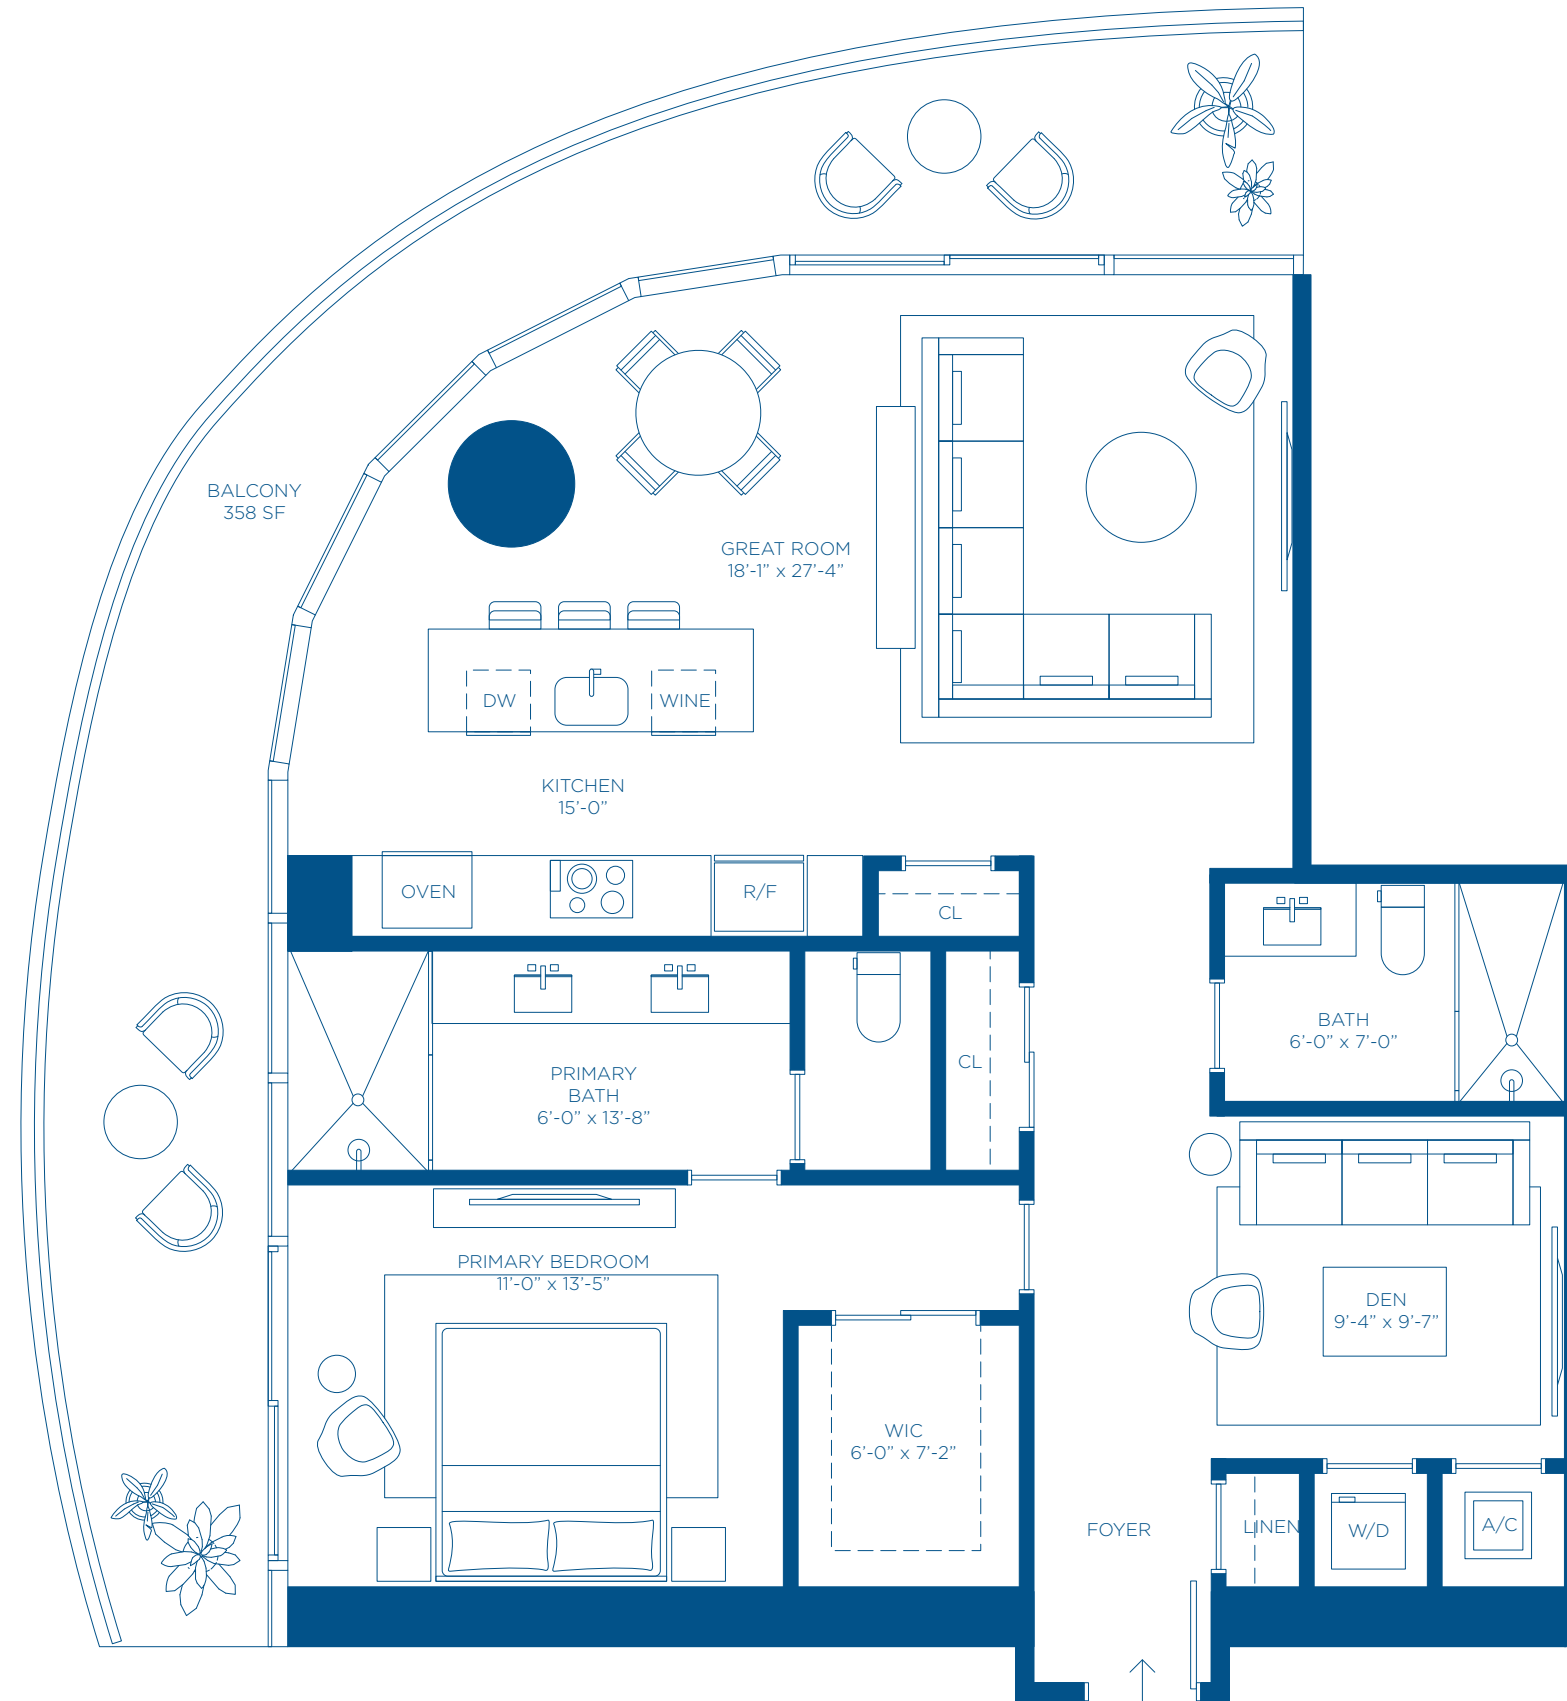 BALCONY
358 SF
GREAT ROOM
18’-1” x 27’-4”
DW
WINE
KITCHEN
15’-0”
OVEN
R/F
CL
BATH
6’-0” x 7’-0”
CL
PRIMARY
BATH
6’-0” x 13’-8”
PRIMARY BEDROOM
11’-0” x 13’-5”
DEN
9’-4” x 9’-7”
WIC
6’-0” x 7’-2”
FOYER
LINEN
W/D
A/C